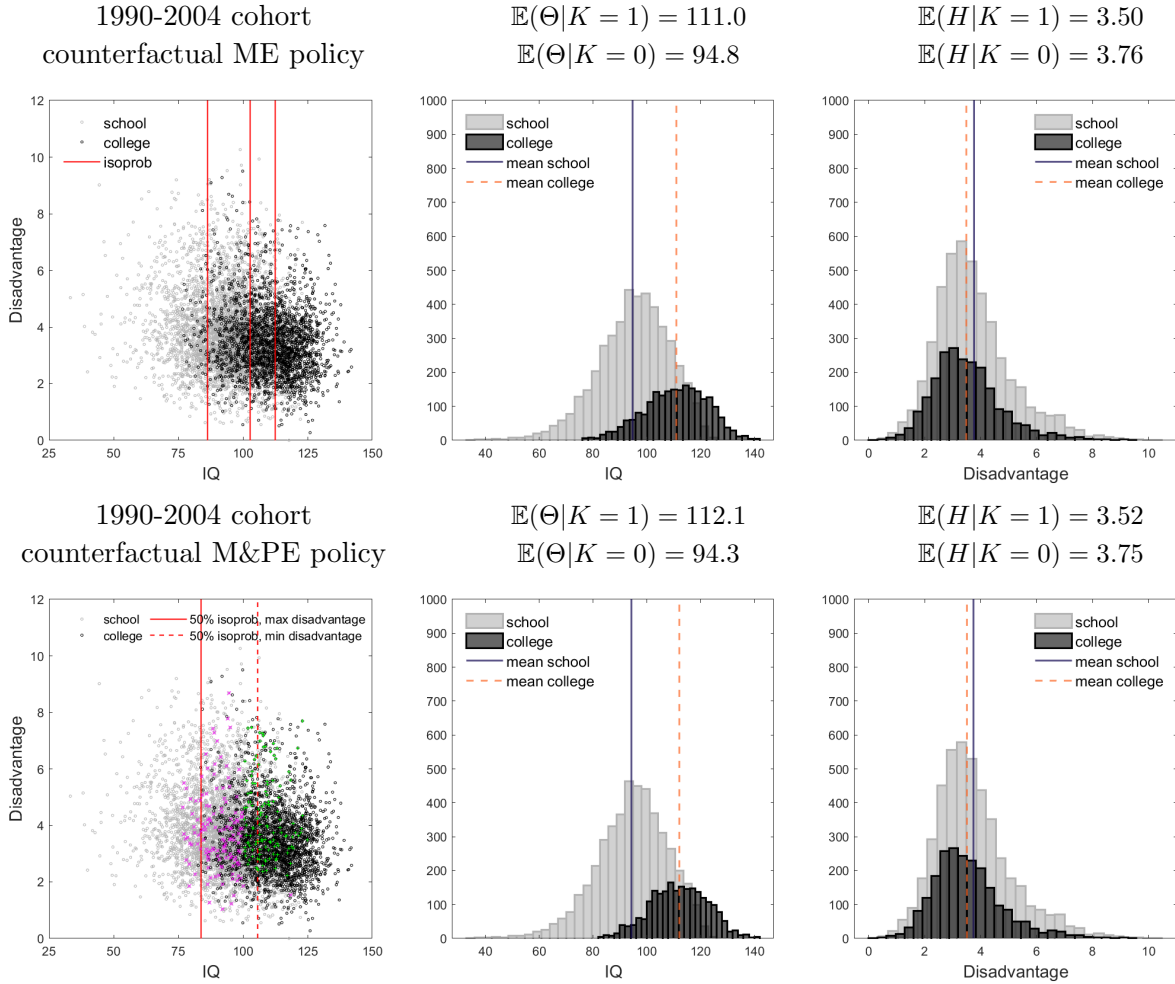 1990-2004 cohort
counterfactual ME policy
𝔼(Θ|K = 1) = 111.0
𝔼(Θ|K = 0) = 94.8
𝔼(H|K = 1) = 3.50
𝔼(H|K = 0) = 3.76
12
10
8
6
4
2
0
Disadvantage
school
college
isoprob
25 50 75 100 125 150
IQ
1000
900
800
700
600
500
400
300
200
100
0
school
college
mean school
mean college
40 60 80 100 120 140
IQ
1000
900
800
700
600
500
400
300
200
100
0
school
college
mean school
mean college
0 2 4 6 8 10
Disadvantage
1990-2004 cohort
counterfactual M&PE policy
𝔼(Θ|K = 1) = 112.1
𝔼(Θ|K = 0) = 94.3
𝔼(H|K = 1) = 3.52
𝔼(H|K = 0) = 3.75
12
10
8
6
4
2
0
Disadvantage
school
college
50% isoprob, max disadvantage
50% isoprob, min disadvantage
25 50 75 100 125 150
IQ
1000
900
800
700
600
500
400
300
200
100
0
school
college
mean school
mean college
40 60 80 100 120 140
IQ
1000
900
800
700
600
500
400
300
200
100
0
school
college
mean school
mean college
0 2 4 6 8 10
Disadvantage